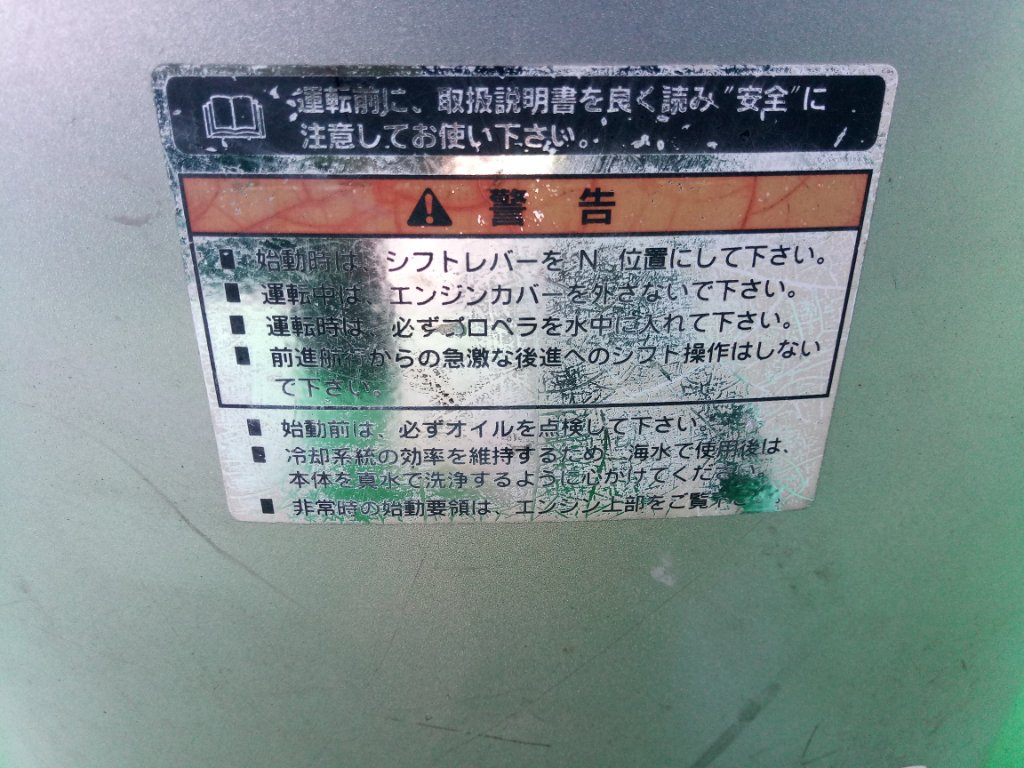 運転前に、取扱説明書を良く読み"安全"に
注意してお使い下さい。
警告
■ 始動時は、シフトレバーを N 位置にして下さい。
■ 運転中は、エンジンカバーを外さないで下さい。
■ 運転時は、必ずプロペラを水中に入れて下さい。
■ 前進航行からの急激な後進へのシフト操作はしない
で下さい。
■ 始動前は、必ずオイルを点検して下さい。
■ 冷却系統の効率を維持するため、海水で使用後は、
本体を真水で洗浄するように心がけてください
■ 非常時の始動要領は、エンジン上部をご覧